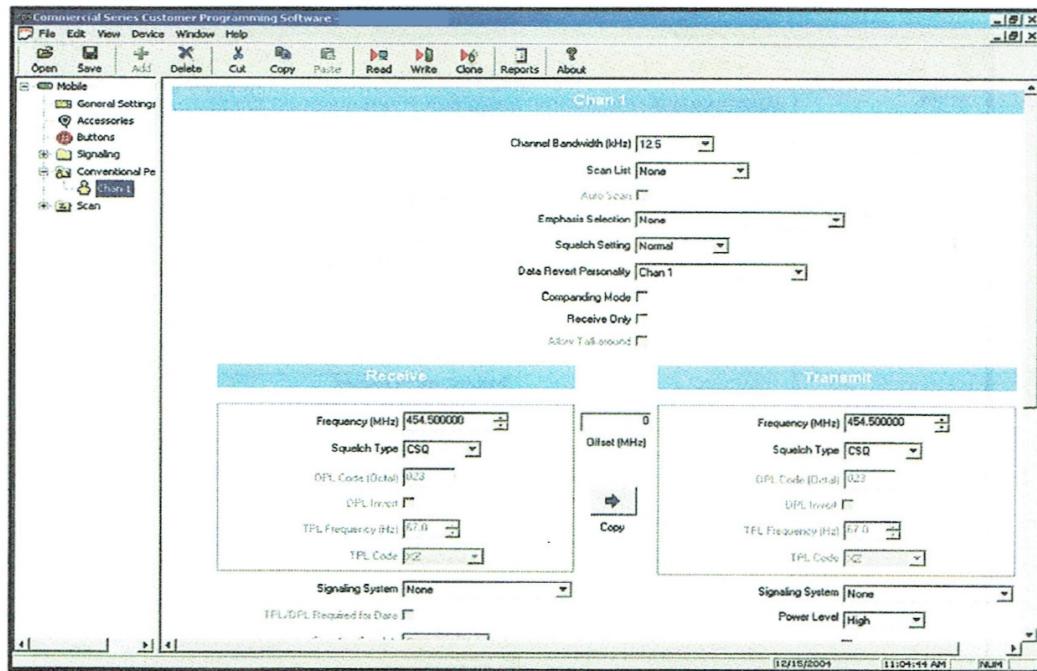 Commercial Series Customer Programming Software -
File Edit View Device Window Help
Open Save Add Delete Cut Copy Paste Read Write Clone Reports About
Mobile
General Settings
Accessories
Buttons
Signaling
Conventional Pe
Chan 1
Scan
Chan 1
Channel Bandwidth (kHz) 12.5
Scan List None
Auto Scan
Emphasis Selection None
Squelch Setting Normal
Data Revert Personality Chan 1
Companding Mode
Receive Only
Allow Talkaround
Receive
Frequency (MHz) 454.500000
Squelch Type CSQ
DPL Code (Octal) 023
DPL Invert
TPL Frequency (Hz) 67.0
TPL Code XZ
Signaling System None
TPL/DPL Required for Data
0
Offset (MHz)
Copy
Transmit
Frequency (MHz) 454.500000
Squelch Type CSQ
DPL Code (Octal) 023
DPL Invert
TPL Frequency (Hz) 67.0
TPL Code XZ
Signaling System None
Power Level High
12/15/2004 11:04:44 AM NUM